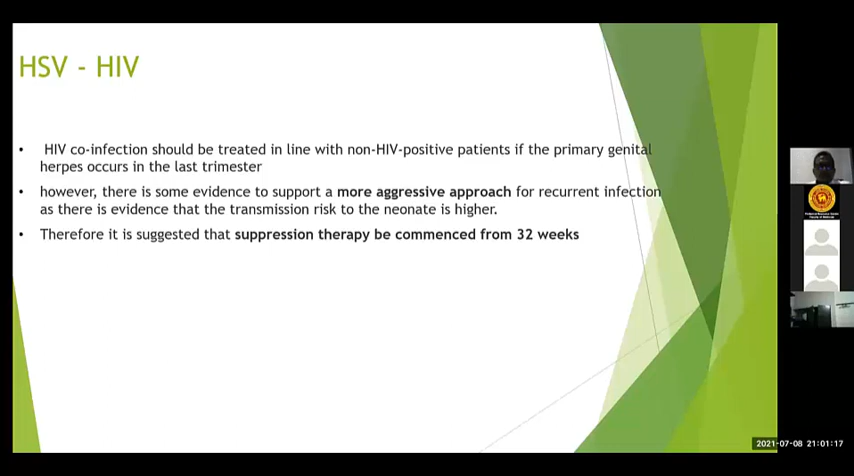 HSV - HIV
• HIV co-infection should be treated in line with non-HIV-positive patients if the primary genital
herpes occurs in the last trimester
• however, there is some evidence to support a more aggressive approach for recurrent infection
as there is evidence that the transmission risk to the neonate is higher.
• Therefore it is suggested that suppression therapy be commenced from 32 weeks
2021-07-08 21:01:17